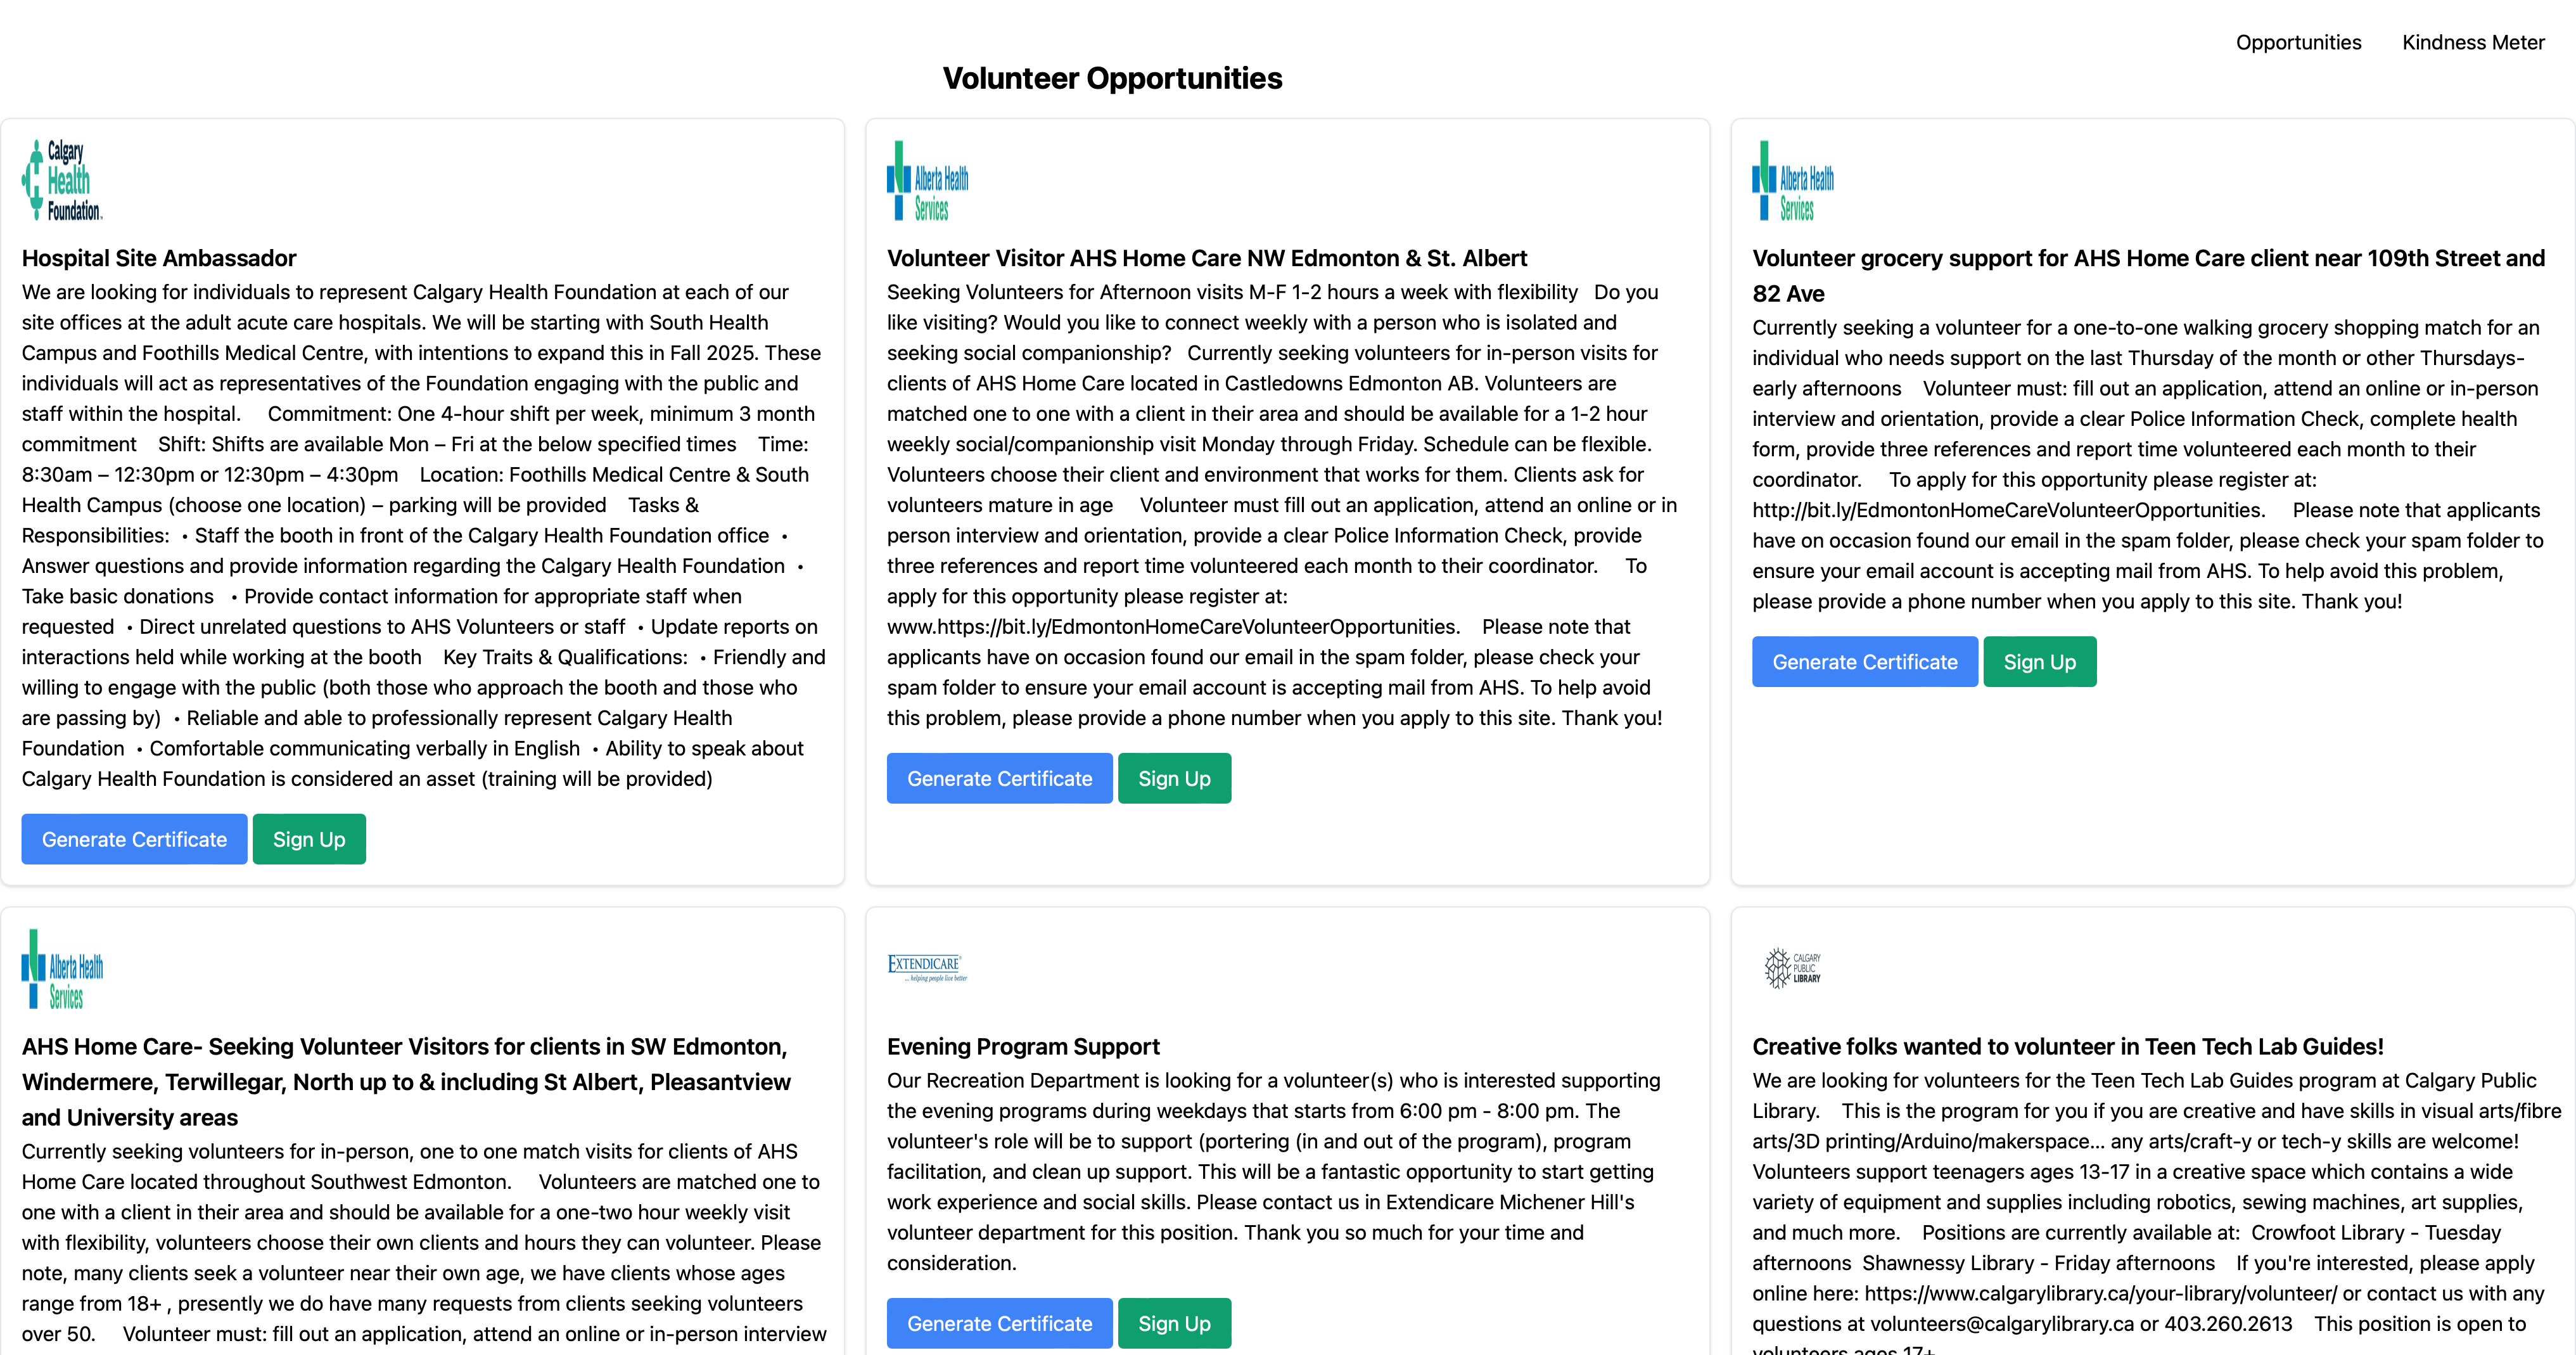 Opportunities Kindness Meter
Volunteer Opportunities
Calgary
Health
Foundation
Hospital Site Ambassador
We are looking for individuals to represent Calgary Health Foundation at each of our
site offices at the adult acute care hospitals. We will be starting with South Health
Campus and Foothills Medical Centre, with intentions to expand this in Fall 2025. These
individuals will act as representatives of the Foundation engaging with the public and
staff within the hospital. Commitment: One 4-hour shift per week, minimum 3 month
commitment Shift: Shifts are available Mon – Fri at the below specified times Time:
8:30am – 12:30pm or 12:30pm – 4:30pm Location: Foothills Medical Centre & South
Health Campus (choose one location) – parking will be provided Tasks &
Responsibilities: • Staff the booth in front of the Calgary Health Foundation office •
Answer questions and provide information regarding the Calgary Health Foundation •
Take basic donations • Provide contact information for appropriate staff when
requested • Direct unrelated questions to AHS Volunteers or staff • Update reports on
interactions held while working at the booth Key Traits & Qualifications: • Friendly and
willing to engage with the public (both those who approach the booth and those who
are passing by) • Reliable and able to professionally represent Calgary Health
Foundation • Comfortable communicating verbally in English • Ability to speak about
Calgary Health Foundation is considered an asset (training will be provided)
Generate Certificate Sign Up
Alberta Health
Services
Volunteer Visitor AHS Home Care NW Edmonton & St. Albert
Seeking Volunteers for Afternoon visits M-F 1-2 hours a week with flexibility Do you
like visiting? Would you like to connect weekly with a person who is isolated and
seeking social companionship? Currently seeking volunteers for in-person visits for
clients of AHS Home Care located in Castledowns Edmonton AB. Volunteers are
matched one to one with a client in their area and should be available for a 1-2 hour
weekly social/companionship visit Monday through Friday. Schedule can be flexible.
Volunteers choose their client and environment that works for them. Clients ask for
volunteers mature in age Volunteer must fill out an application, attend an online or in
person interview and orientation, provide a clear Police Information Check, provide
three references and report time volunteered each month to their coordinator. To
apply for this opportunity please register at:
www.https://bit.ly/EdmontonHomeCareVolunteerOpportunities. Please note that
applicants have on occasion found our email in the spam folder, please check your
spam folder to ensure your email account is accepting mail from AHS. To help avoid
this problem, please provide a phone number when you apply to this site. Thank you!
Generate Certificate Sign Up
Alberta Health
Services
Volunteer grocery support for AHS Home Care client near 109th Street and
82 Ave
Currently seeking a volunteer for a one-to-one walking grocery shopping match for an
individual who needs support on the last Thursday of the month or other Thursdays-
early afternoons Volunteer must: fill out an application, attend an online or in-person
interview and orientation, provide a clear Police Information Check, complete health
form, provide three references and report time volunteered each month to their
coordinator. To apply for this opportunity please register at:
http://bit.ly/EdmontonHomeCareVolunteerOpportunities. Please note that applicants
have on occasion found our email in the spam folder, please check your spam folder to
ensure your email account is accepting mail from AHS. To help avoid this problem,
please provide a phone number when you apply to this site. Thank you!
Generate Certificate Sign Up
Alberta Health
Services
AHS Home Care- Seeking Volunteer Visitors for clients in SW Edmonton,
Windermere, Terwillegar, North up to & including St Albert, Pleasantview
and University areas
Currently seeking volunteers for in-person, one to one match visits for clients of AHS
Home Care located throughout Southwest Edmonton. Volunteers are matched one to
one with a client in their area and should be available for a one-two hour weekly visit
with flexibility, volunteers choose their own clients and hours they can volunteer. Please
note, many clients seek a volunteer near their own age, we have clients whose ages
range from 18+ , presently we do have many requests from clients seeking volunteers
over 50. Volunteer must: fill out an application, attend an online or in-person interview
EXTENDICARE
... helping people live better
Evening Program Support
Our Recreation Department is looking for a volunteer(s) who is interested supporting
the evening programs during weekdays that starts from 6:00 pm - 8:00 pm. The
volunteer's role will be to support (portering (in and out of the program), program
facilitation, and clean up support. This will be a fantastic opportunity to start getting
work experience and social skills. Please contact us in Extendicare Michener Hill's
volunteer department for this position. Thank you so much for your time and
consideration.
Generate Certificate Sign Up
CALGARY
PUBLIC
LIBRARY
Creative folks wanted to volunteer in Teen Tech Lab Guides!
We are looking for volunteers for the Teen Tech Lab Guides program at Calgary Public
Library. This is the program for you if you are creative and have skills in visual arts/fibre
arts/3D printing/Arduino/makerspace... any arts/craft-y or tech-y skills are welcome!
Volunteers support teenagers ages 13-17 in a creative space which contains a wide
variety of equipment and supplies including robotics, sewing machines, art supplies,
and much more. Positions are currently available at: Crowfoot Library - Tuesday
afternoons Shawnessy Library - Friday afternoons If you're interested, please apply
online here: https://www.calgarylibrary.ca/your-library/volunteer/ or contact us with any
questions at volunteers@calgarylibrary.ca or 403.260.2613 This position is open to
volunteers ages 17+